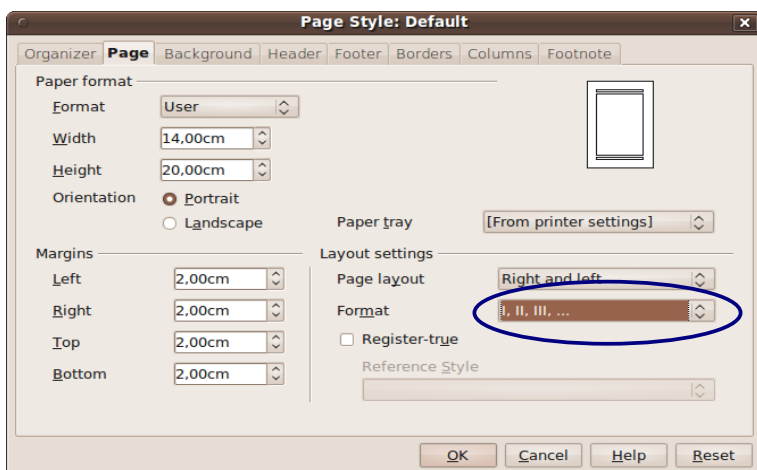 Page Style: Default
Organizer Page Background Header Footer Borders Columns Footnote
Paper format
Format User
Width 14,00cm
Height 20,00cm
Orientation Portrait
Landscape
Paper tray [From printer settings]
Margins
Left 2,00cm
Right 2,00cm
Top 2,00cm
Bottom 2,00cm
Layout settings
Page layout Right and left
Format I, II, III, ...
Register-true
Reference Style
OK Cancel Help Reset